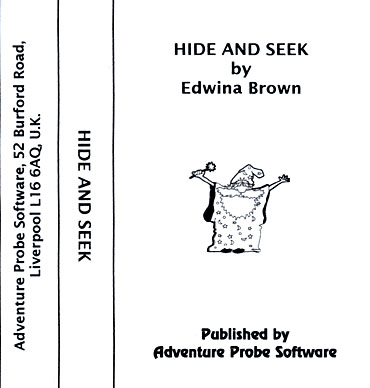 Adventure Probe Software, 52 Burford Road,
Liverpool L16 6AQ, U.K.
HIDE AND SEEK
HIDE AND SEEK
by
Edwina Brown
Published by
Adventure Probe Software